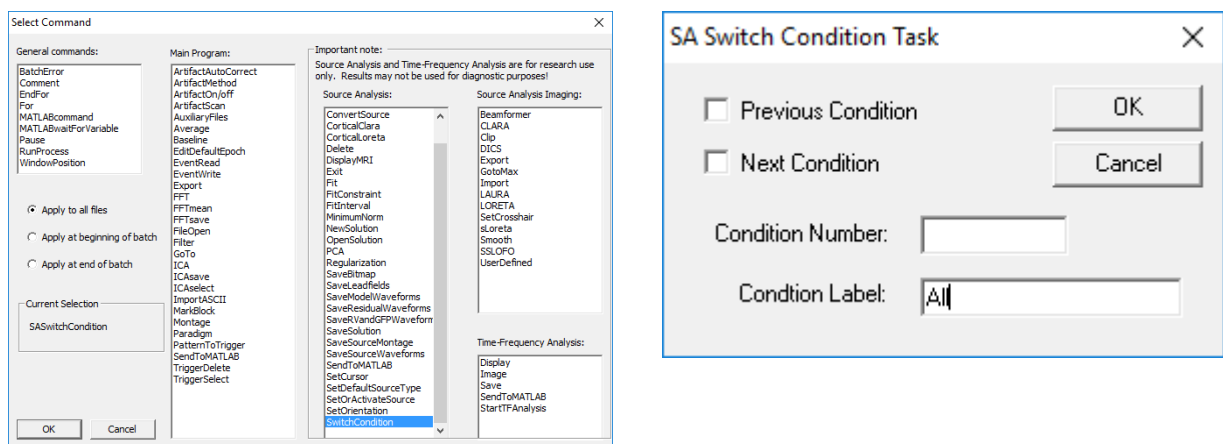 Select Command
General commands:
BatchError
Comment
EndFor
For
MATLABcommand
MATLABwaitForVariable
Pause
RunProcess
WindowPosition
Apply to all files
Apply at beginning of batch
Apply at end of batch
Current Selection
SASwitchCondition
OK
Cancel
Main Program:
ArtifactAutoCorrect
ArtifactMethod
ArtifactOn/off
ArtifactScan
AuxiliaryFiles
Average
Baseline
EditDefaultEpoch
EventRead
EventWrite
Export
FFT
FFTmean
FFTsave
FileOpen
Filter
GoTo
ICA
ICAsave
ICAselect
ImportASCII
MarkBlock
Montage
Paradigm
PatternToTrigger
SendToMATLAB
TriggerDelete
TriggerSelect
Important note:
Source Analysis and Time-Frequency Analysis are for research use
only. Results may not be used for diagnostic purposes!
Source Analysis:
ConvertSource
CorticalClara
CorticalLoreta
Delete
DisplayMRI
Exit
Fit
FitConstraint
FitInterval
MinimumNorm
NewSolution
OpenSolution
PCA
Regularization
SaveBitmap
SaveLeadfields
SaveModelWaveforms
SaveResidualWaveforms
SaveRVandGFPWaveform
SaveSolution
SaveSourceMontage
SaveSourceWaveforms
SendToMATLAB
SetCursor
SetDefaultSourceType
SetOrActivateSource
SetOrientation
SwitchCondition
Source Analysis Imaging:
Beamformer
CLARA
Clip
DICS
Export
GotoMax
Import
LAURA
LORETA
SetCrosshair
sLoreta
Smooth
SSLOFO
UserDefined
Time-Frequency Analysis:
Display
Image
Save
SendToMATLAB
StartTFAnalysis
SA Switch Condition Task
Previous Condition
OK
Next Condition
Cancel
Condition Number:
Condtion Label:
All